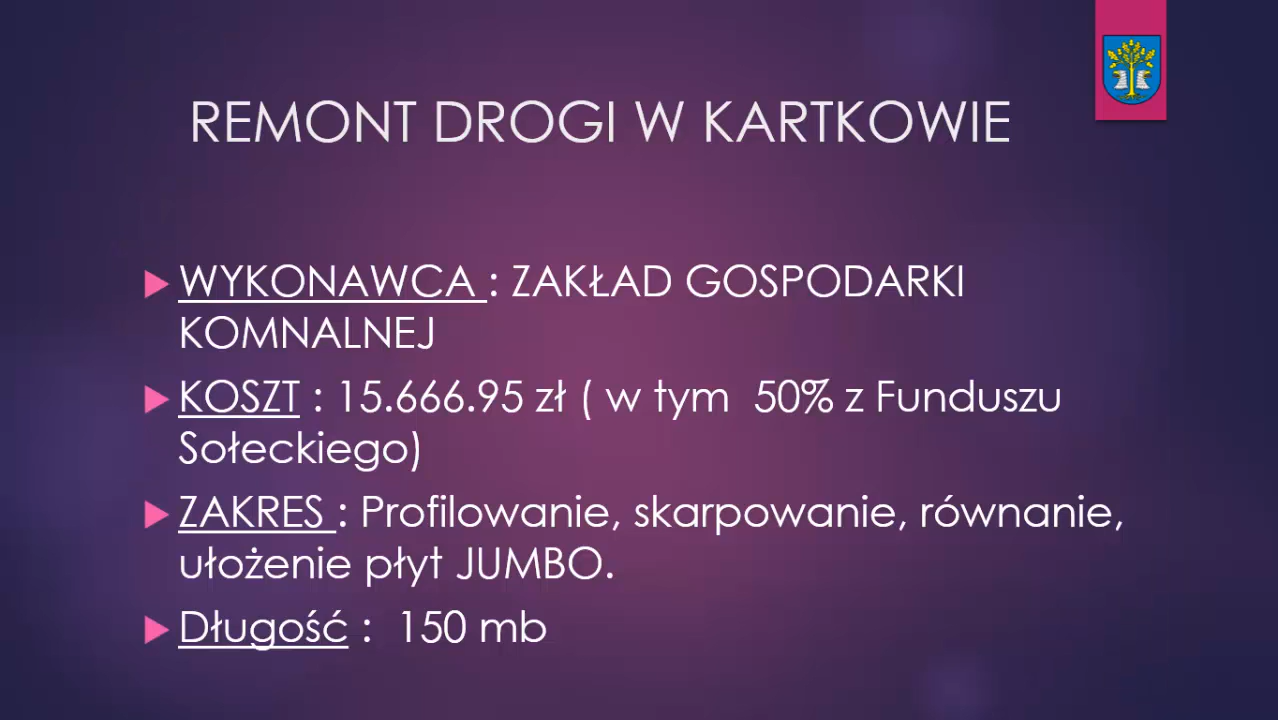 REMONT DROGI W KARTKOWIE
WYKONAWCA : ZAKŁAD GOSPODARKI
KOMNALNEJ
KOSZT : 15.666.95 zł ( w tym  50% z Funduszu
Sołeckiego)
ZAKRES : Profilowanie, skarpowanie, równanie,
ułożenie płyt JUMBO.
Długość :  150 mb